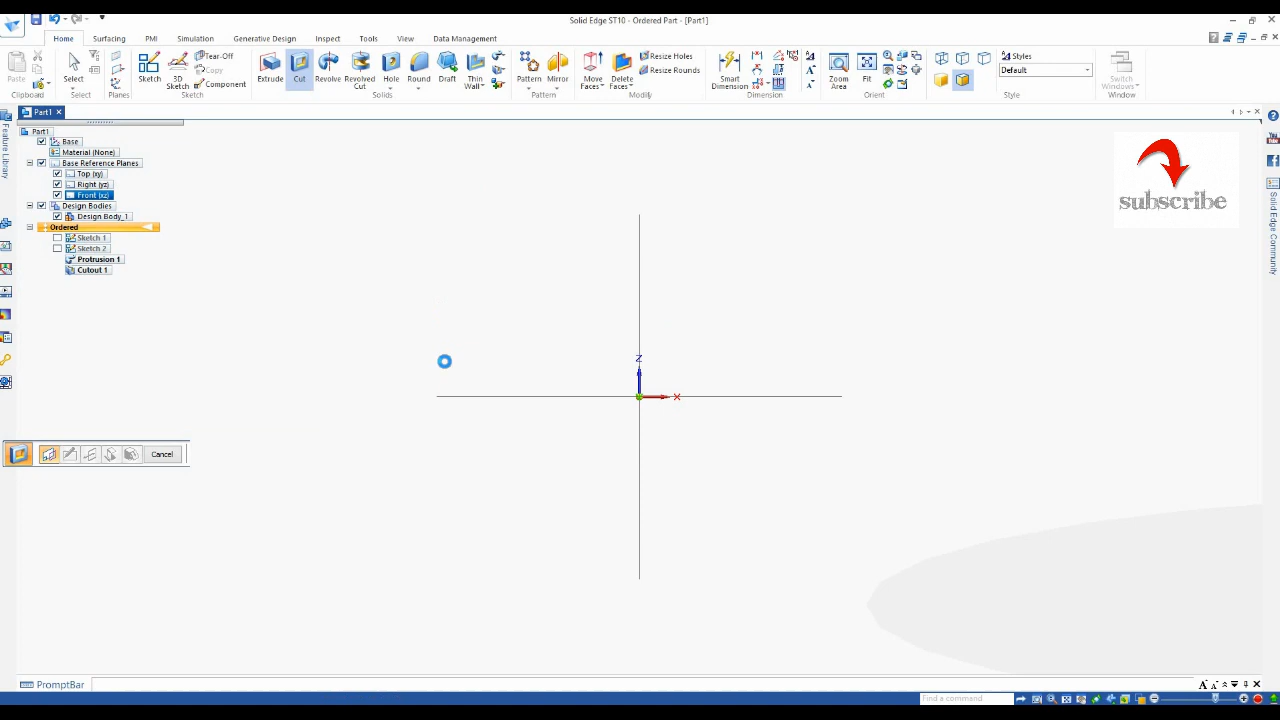 Solid Edge ST10 - Ordered Part - [Part1]
Home Surfacing PMI Simulation Generative Design Inspect Tools View Data Management
Paste
Clipboard
Select
Select
Planes
Sketch
3D Sketch
Tear-Off
Copy
Component
Sketch
Extrude Cut Revolve Revolved Cut Hole Round Draft Thin Wall
Solids
Pattern Mirror
Pattern
Move Faces Delete Faces
Resize Holes
Resize Rounds
Modify
Smart Dimension
Dimension
Zoom Area Fit
Orient
Styles
Default
Style
Switch Windows
Window
Part1
Feature Library
Part1
Base
Material (None)
Base Reference Planes
Top (xy)
Right (yz)
Front (xz)
Design Bodies
Design Body_1
Ordered
Sketch 1
Sketch 2
Protrusion 1
Cutout 1
subscribe
Solid Edge Community
Z
X
Cancel
PromptBar
Find a command